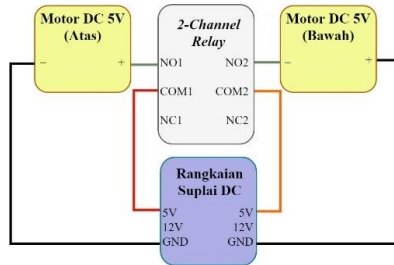 Motor DC 5V
(Atas)
− +
2-Channel
Relay
NO1 NO2
COM1 COM2
NC1 NC2
Motor DC 5V
(Bawah)
− +
Rangkaian
Suplai DC
5V 5V
12V 12V
GND GND